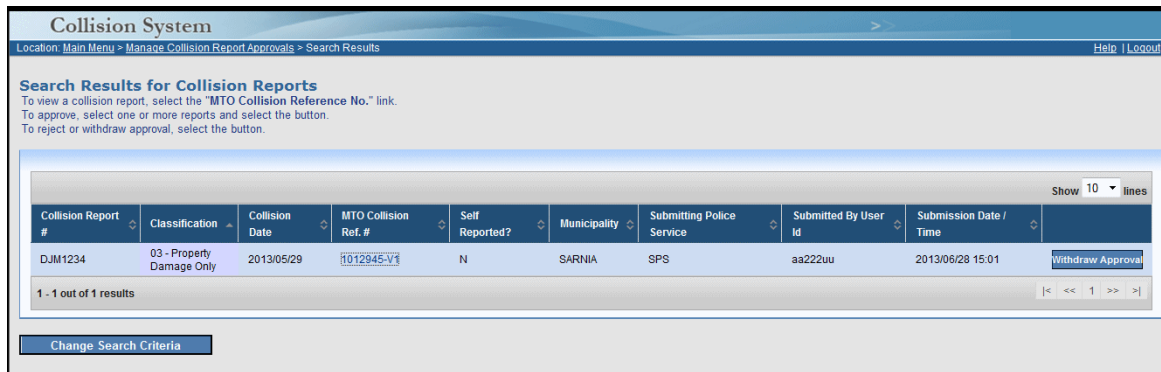 Collision System
Location: Main Menu > Manage Collision Report Approvals > Search Results
Help | Logout
Search Results for Collision Reports
To view a collision report, select the "MTO Collision Reference No." link.
To approve, select one or more reports and select the button.
To reject or withdraw approval, select the button.
Show 10 lines
Collision Report # Classification Collision Date MTO Collision Ref. # Self Reported? Municipality Submitting Police Service Submitted By User Id Submission Date / Time
DJM1234 03 - Property Damage Only 2013/05/29 1012945-V1 N SARNIA SPS aa222uu 2013/06/28 15:01 Withdraw Approval
1 - 1 out of 1 results
|< << 1 >> >|
Change Search Criteria